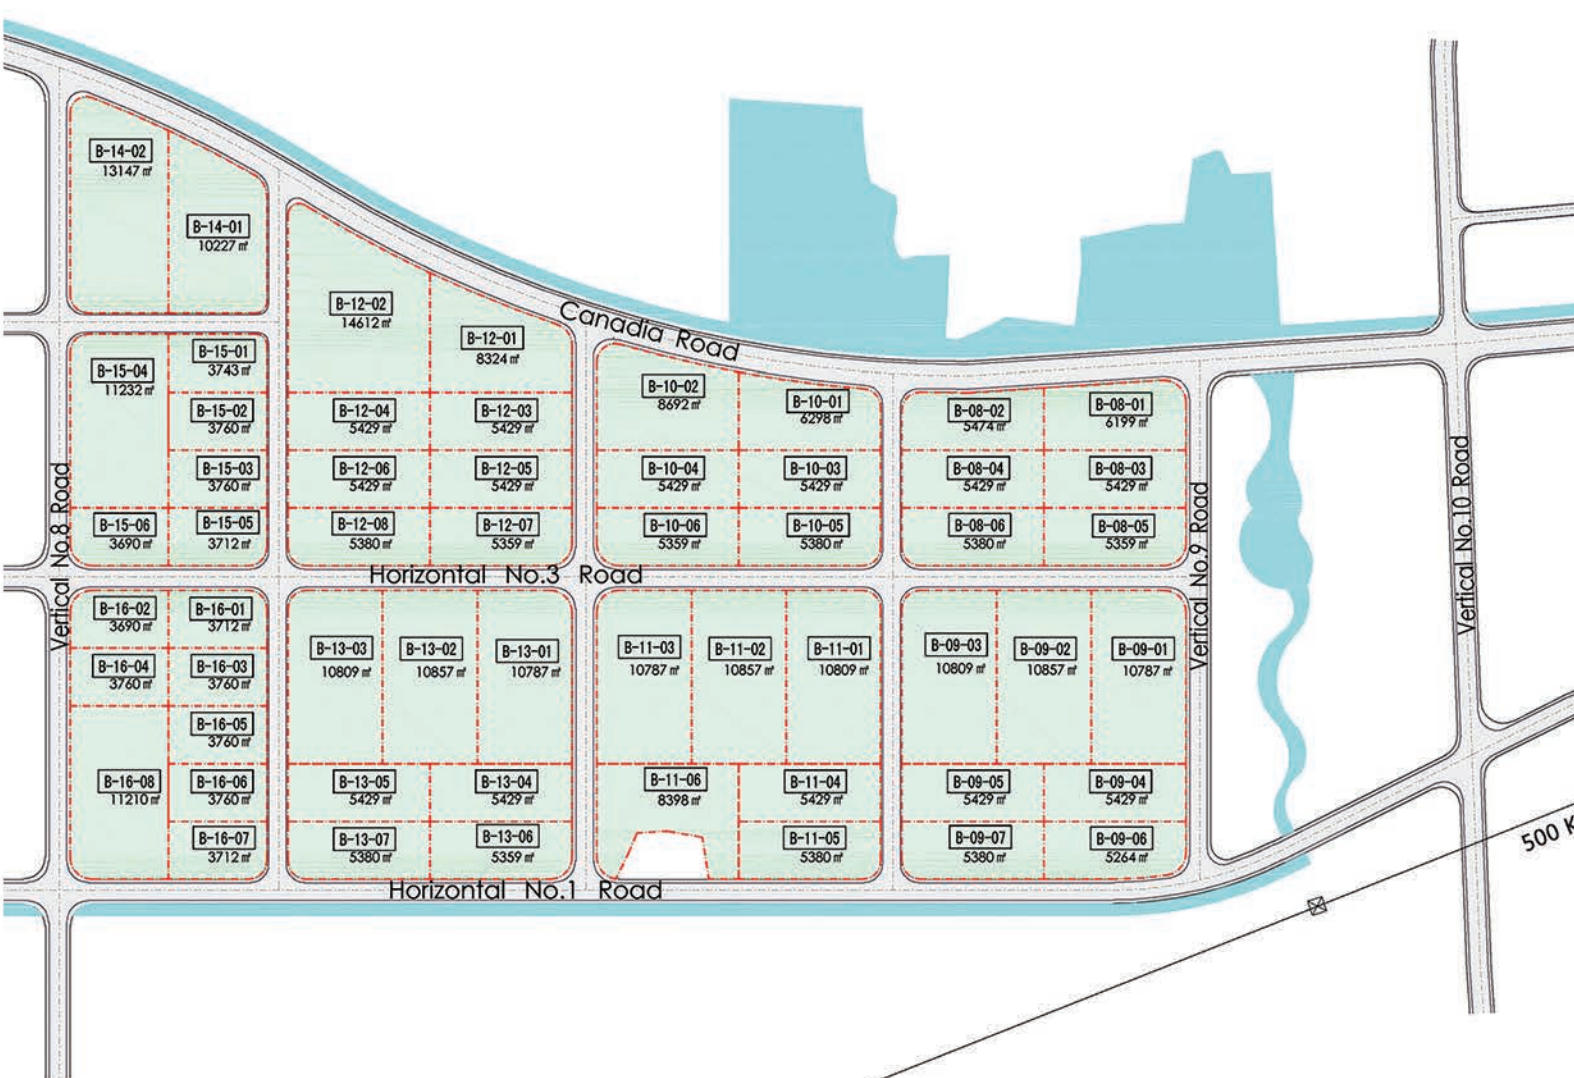 B-14-02
13147㎡
B-14-01
10227㎡
B-12-02
14612㎡
B-12-01
8324㎡
Canadia Road
B-15-01
3743㎡
B-15-04
11232㎡
B-15-02
3760㎡
B-15-03
3760㎡
B-15-06
3690㎡
B-15-05
3712㎡
B-12-04
5429㎡
B-12-03
5429㎡
B-12-06
5429㎡
B-12-05
5429㎡
B-12-08
5380㎡
B-12-07
5359㎡
B-10-02
8692㎡
B-10-01
6298㎡
B-10-04
5429㎡
B-10-03
5429㎡
B-10-06
5359㎡
B-10-05
5380㎡
B-08-02
5474㎡
B-08-01
6199㎡
B-08-04
5429㎡
B-08-03
5429㎡
B-08-06
5380㎡
B-08-05
5359㎡
Vertical No.8 Road
Horizontal No.3 Road
Vertical No.9 Road
Vertical No.10 Road
B-16-02
3690㎡
B-16-01
3712㎡
B-16-04
3760㎡
B-16-03
3760㎡
B-16-05
3760㎡
B-16-08
11210㎡
B-16-06
3760㎡
B-16-07
3712㎡
B-13-03
10809㎡
B-13-02
10857㎡
B-13-01
10787㎡
B-13-05
5429㎡
B-13-04
5429㎡
B-13-07
5380㎡
B-13-06
5359㎡
B-11-03
10787㎡
B-11-02
10857㎡
B-11-01
10809㎡
B-11-06
8398㎡
B-11-04
5429㎡
B-11-05
5380㎡
B-09-03
10809㎡
B-09-02
10857㎡
B-09-01
10787㎡
B-09-05
5429㎡
B-09-04
5429㎡
B-09-07
5380㎡
B-09-06
5264㎡
Horizontal No.1 Road
500 K